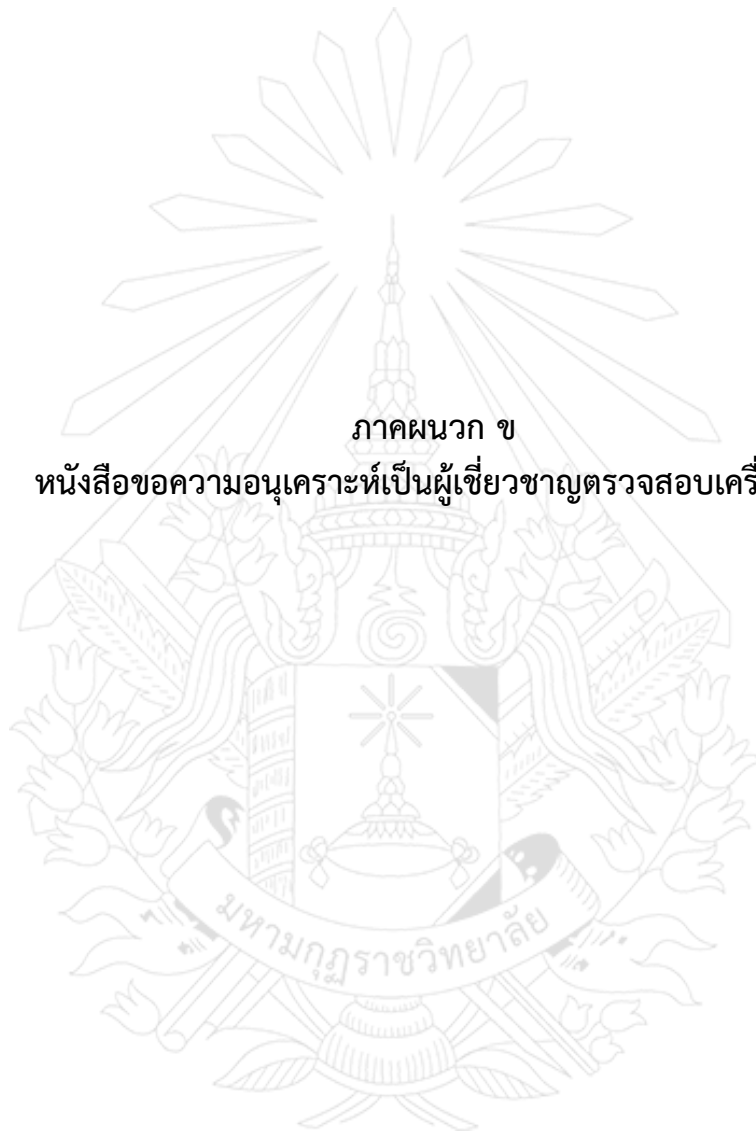 ภาคผนวก ข
หนังสือขอความอนุเคราะห์เป็นผู้เชี่ยวชาญตรวจสอบเครื่
มหามกุฏราชวิทยาลัย